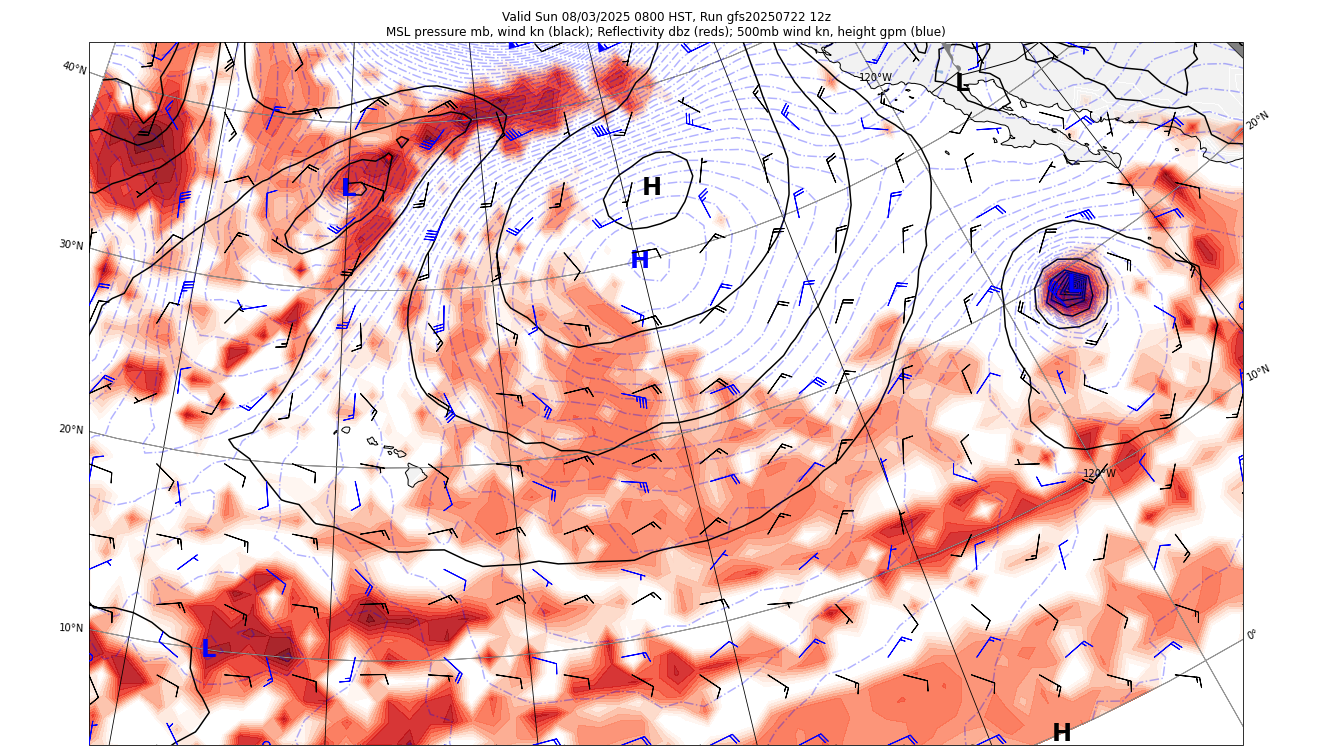 Valid Sun 08/03/2025 0800 HST, Run gfs20250722 12z
MSL pressure mb, wind kn (black); Reflectivity dbz (reds); 500mb wind kn, height gpm (blue)
40°N
120°W
L
20°N
L
H
30°N
H
10°N
20°N
120°W
10°N
0°
L
H